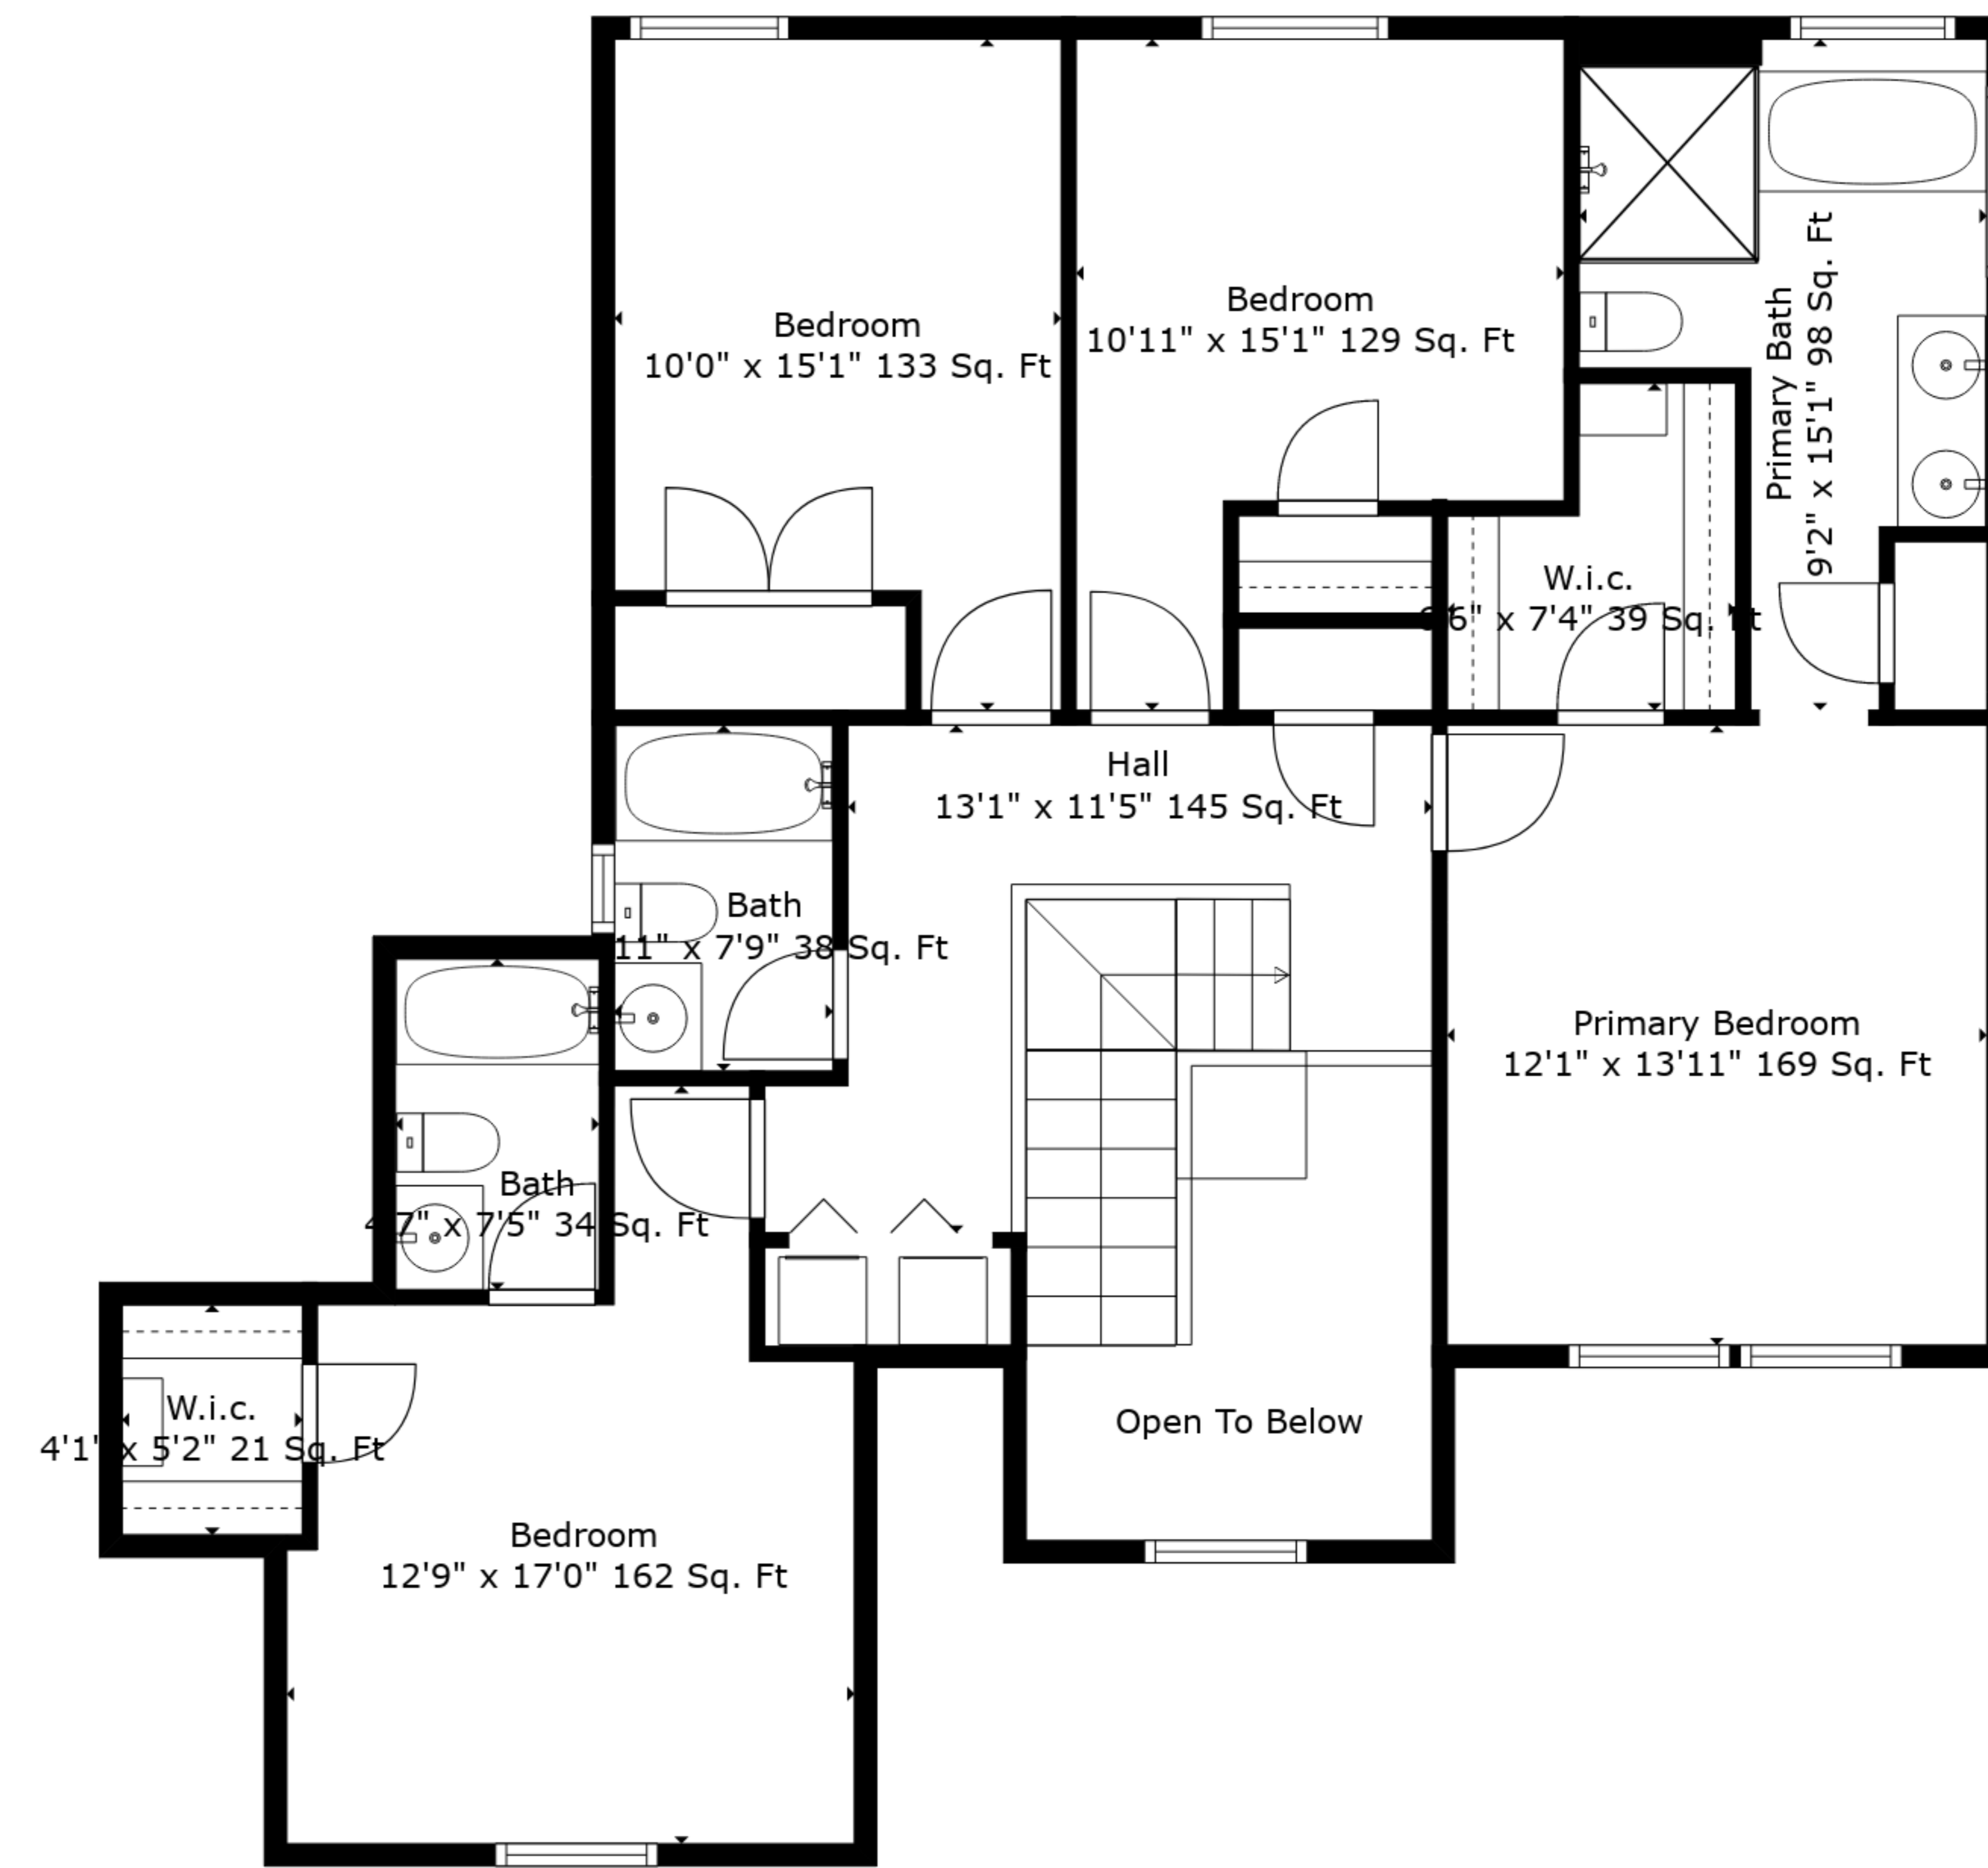 Bedroom
10'0" x 15'1" 133 Sq. Ft
Bedroom
10'11" x 15'1" 129 Sq. Ft
Primary Bath
9'2" x 15'1" 98 Sq. Ft
W.i.c.
x 7'4" 39 Sq. Ft
Hall
13'1" x 11'5" 145 Sq. Ft
Bath
11" x 7'9" 38 Sq. Ft
Primary Bedroom
12'1" x 13'11" 169 Sq. Ft
Bath
4'7" x 7'5" 34 Sq. Ft
W.i.c.
4'1" x 5'2" 21 Sq. Ft
Open To Below
Bedroom
12'9" x 17'0" 162 Sq. Ft